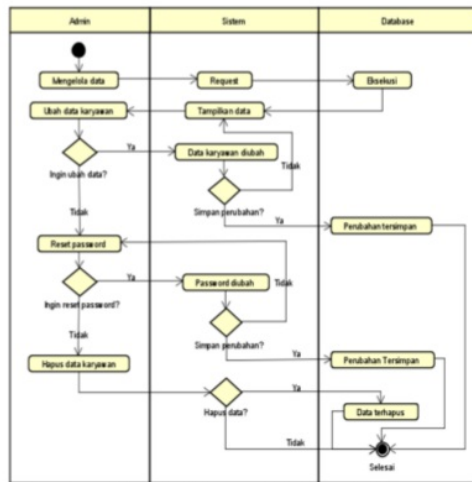 Admin
Sistem
Database
Mengelola data
Request
Eksekusi
Ubah data karyawan
Tampilkan data
Ya
Data karyawan diubah
Tidak
Ingin ubah data?
Simpan perubahan?
Ya
Tidak
Perubahan tersimpan
Reset password
Ya
Password diubah
Tidak
Ingin reset password?
Simpan perubahan?
Tidak
Ya
Hapus data karyawan
Perubahan Tersimpan
Ya
Hapus data?
Data terhapus
Tidak
Selesai